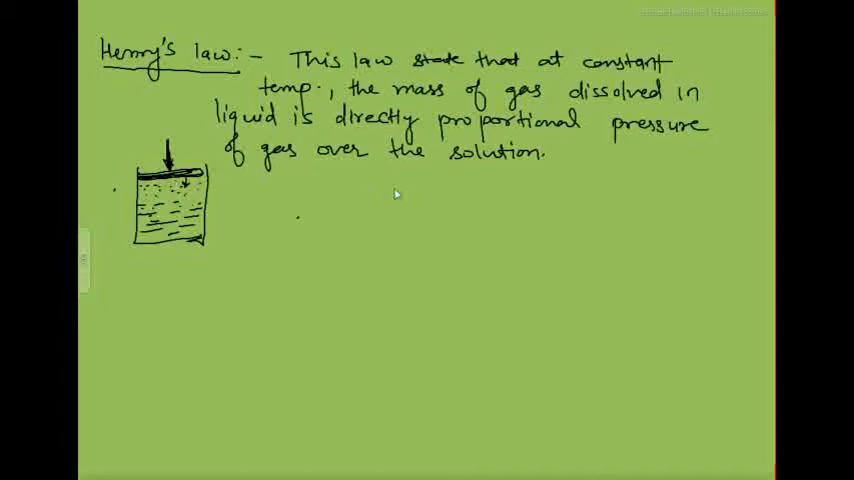 Henry's law:- This law state that at constant
temp., the mass of gas dissolved in
liquid is directly proportional pressure
of gas over the solution.